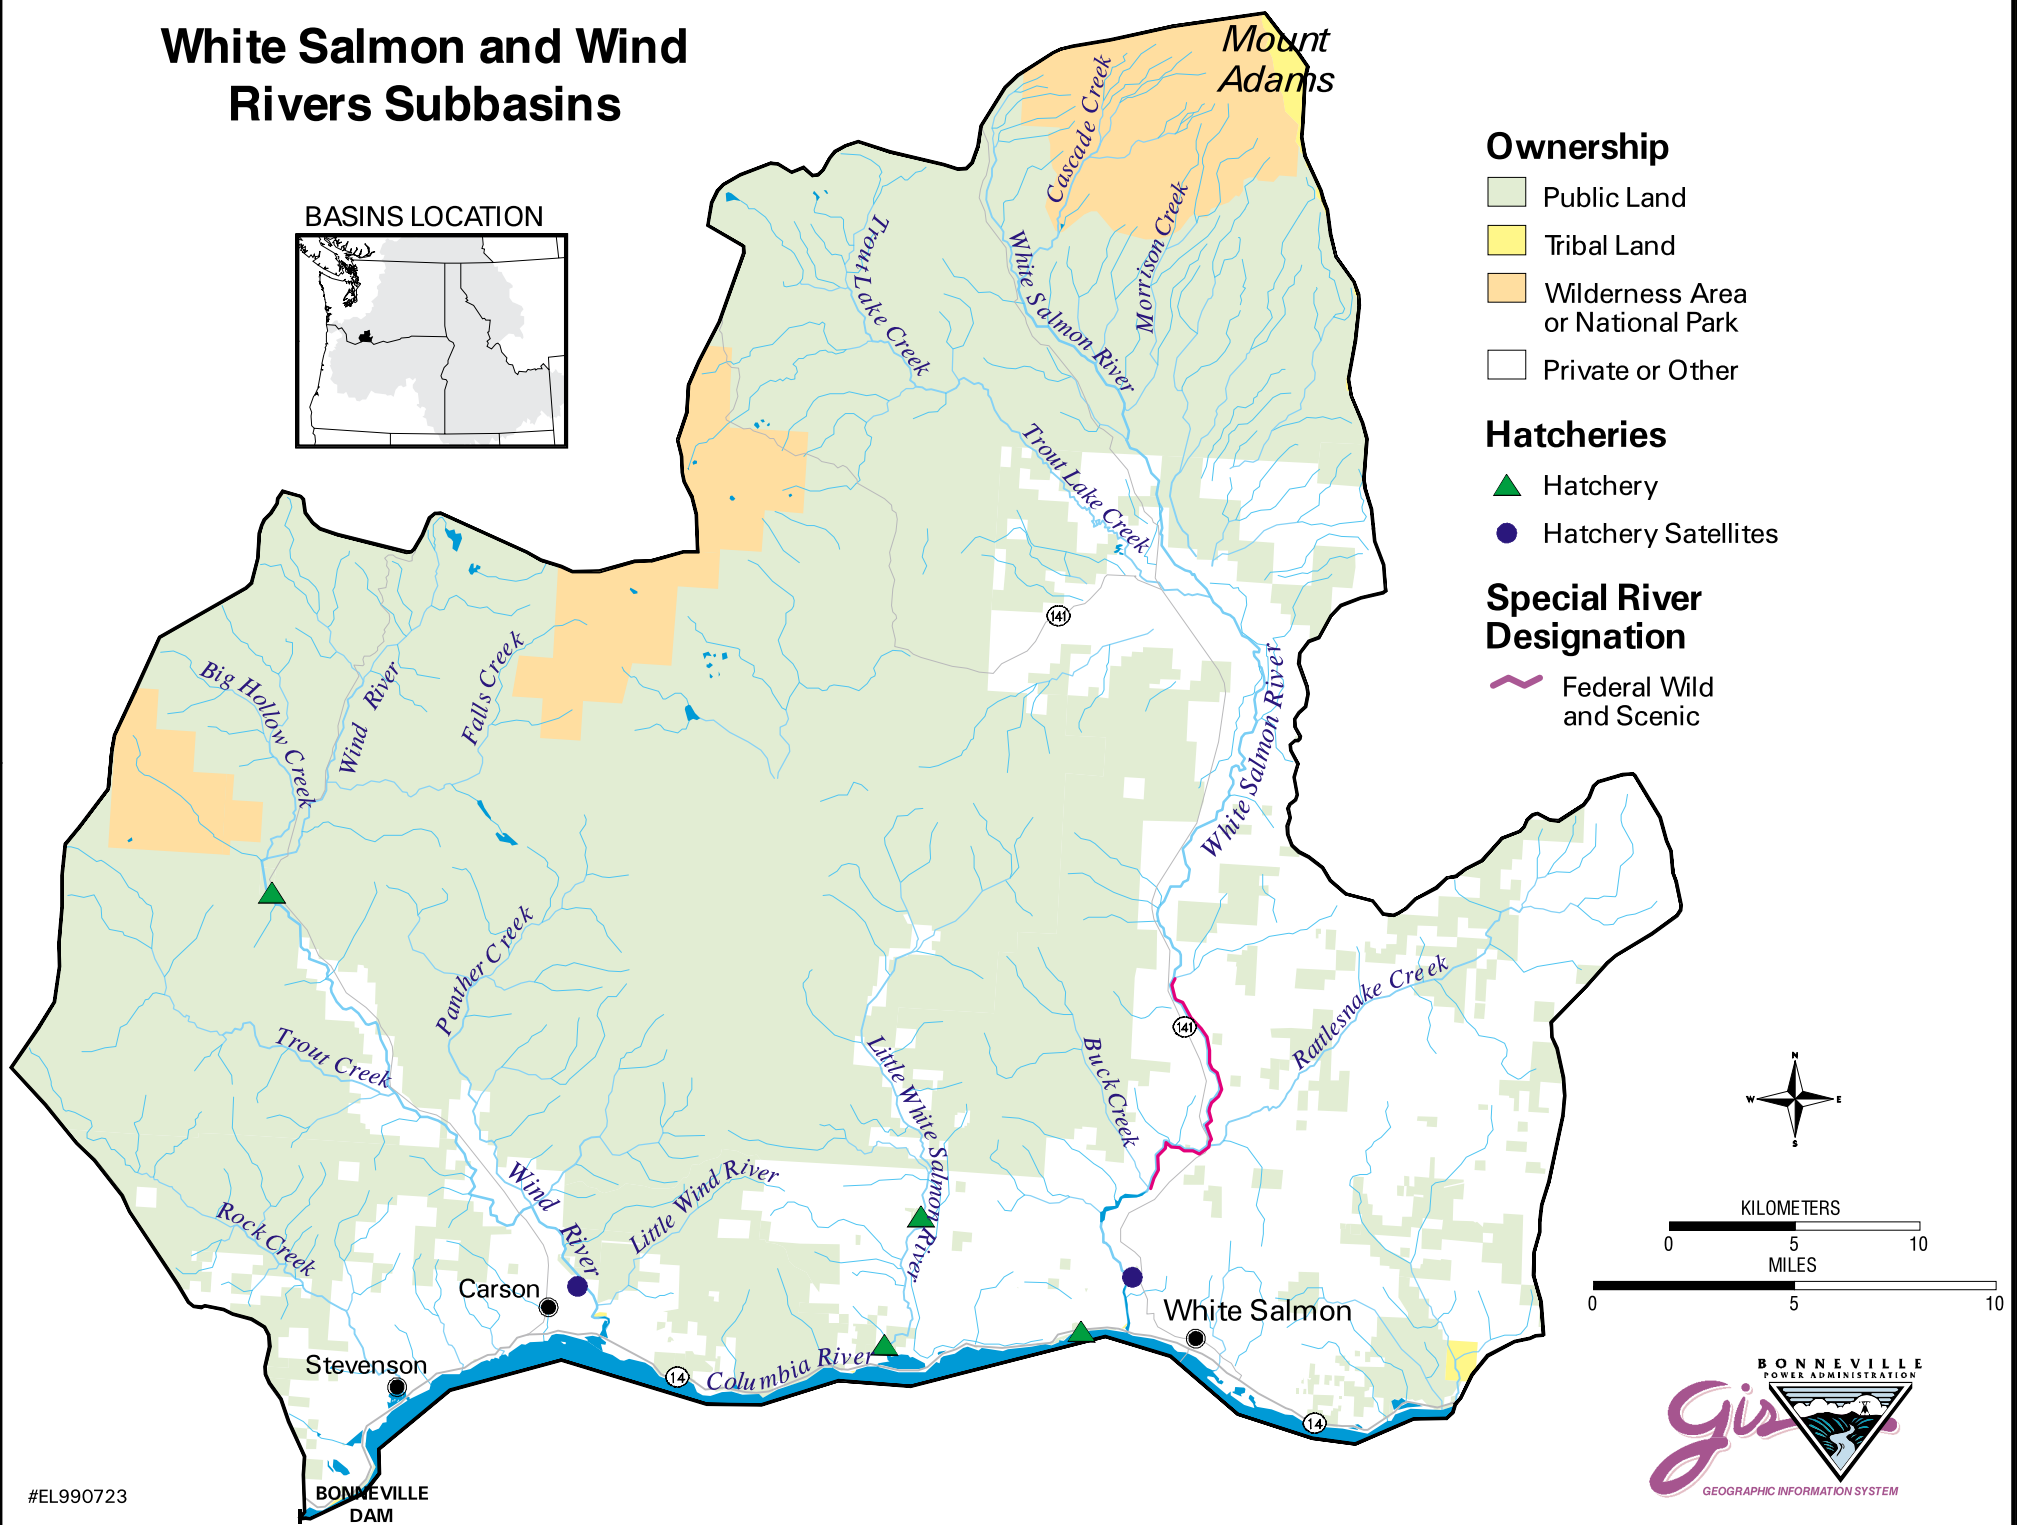 White Salmon and Wind
Rivers Subbasins
BASINS LOCATION
Mount
Adams
Cascade Creek
Morrison Creek
White Salmon River
Trout Lake Creek
Trout Lake Creek
141
White Salmon River
Big Hollow Creek
Wind River
Falls Creek
Panther Creek
Trout Creek
Rock Creek
Wind River
Little Wind River
Little White Salmon River
Buck Creek
141
Rattlesnake Creek
Carson
Stevenson
White Salmon
Columbia River
14
14
BONNEVILLE
DAM
#EL990723
Ownership
Public Land
Tribal Land
Wilderness Area
or National Park
Private or Other
Hatcheries
Hatchery
Hatchery Satellites
Special River
Designation
Federal Wild
and Scenic
N
W E
S
KILOMETERS
0 5 10
MILES
0 5 10
BONNEVILLE
POWER ADMINISTRATION
gis
GEOGRAPHIC INFORMATION SYSTEM